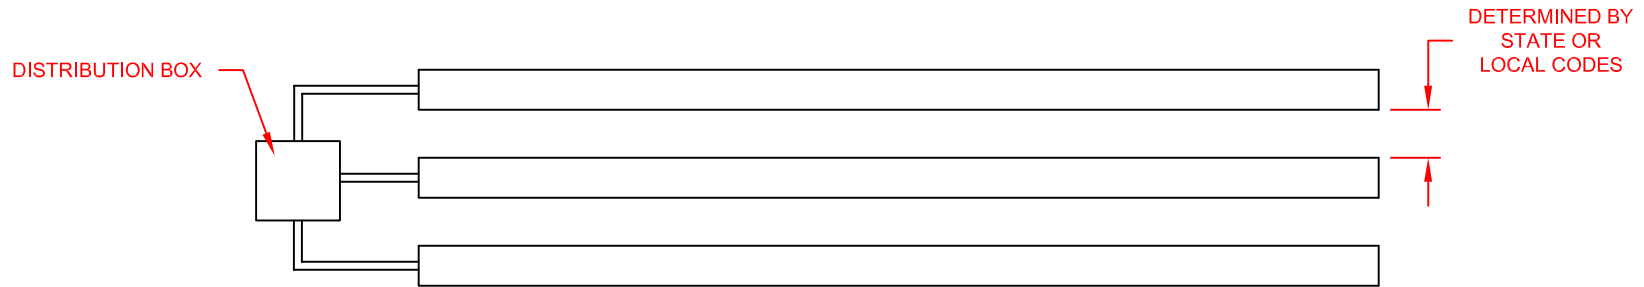 DETERMINED BY
STATE OR
LOCAL CODES
DISTRIBUTION BOX